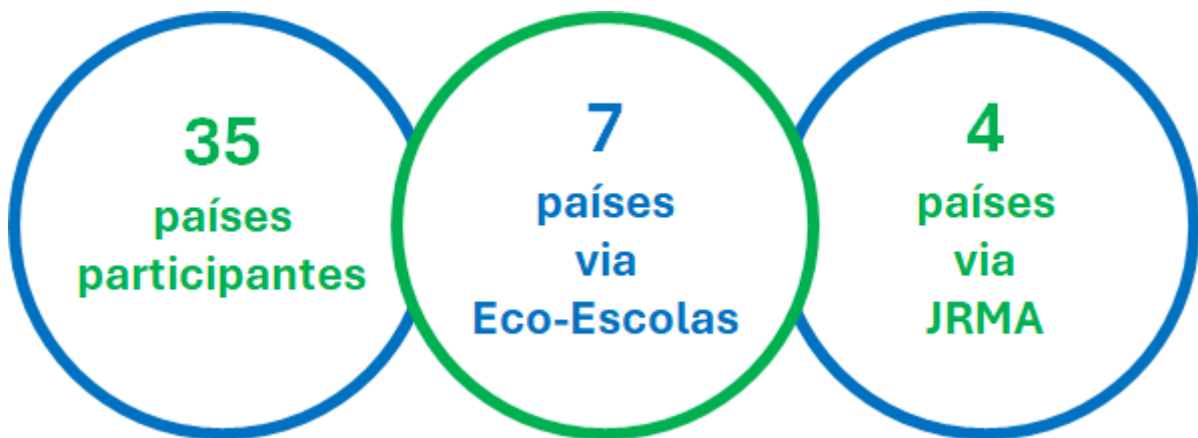 35
países
participantes
7
países
via
Eco-Escolas
4
países
via
JRMA